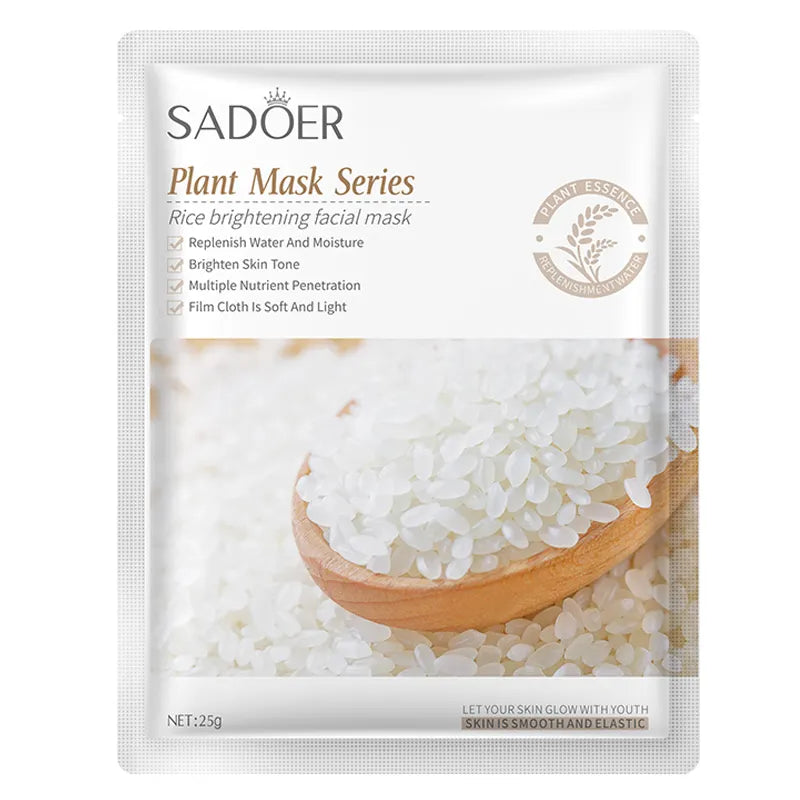 SADOER
Plant Mask Series
Rice brightening facial mask
Replenish Water And Moisture
Brighten Skin Tone
Multiple Nutrient Penetration
Film Cloth Is Soft And Light
PLANT ESSENCE
REPLENISHMENTWATER
NET:25g
LET YOUR SKIN GLOW WITH YOUTH
SKIN IS SMOOTH AND ELASTIC